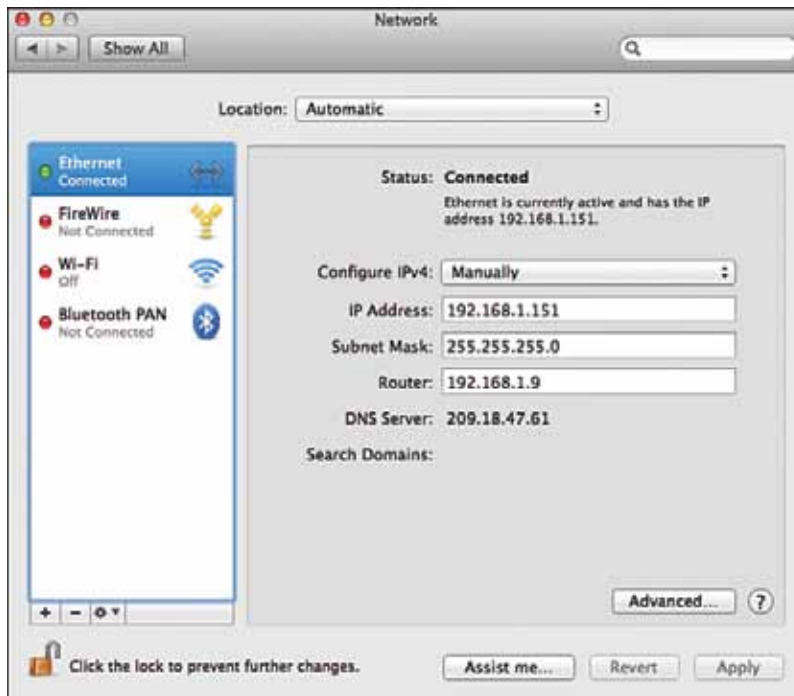 Network
Show All
Location: Automatic
Ethernet
Connected
FireWire
Not Connected
Wi-Fi
Off
Bluetooth PAN
Not Connected
Status: Connected
Ethernet is currently active and has the IP
address 192.168.1.151.
Configure IPv4: Manually
IP Address: 192.168.1.151
Subnet Mask: 255.255.255.0
Router: 192.168.1.9
DNS Server: 209.18.47.61
Search Domains:
Advanced... ?
Click the lock to prevent further changes.
Assist me... Revert Apply